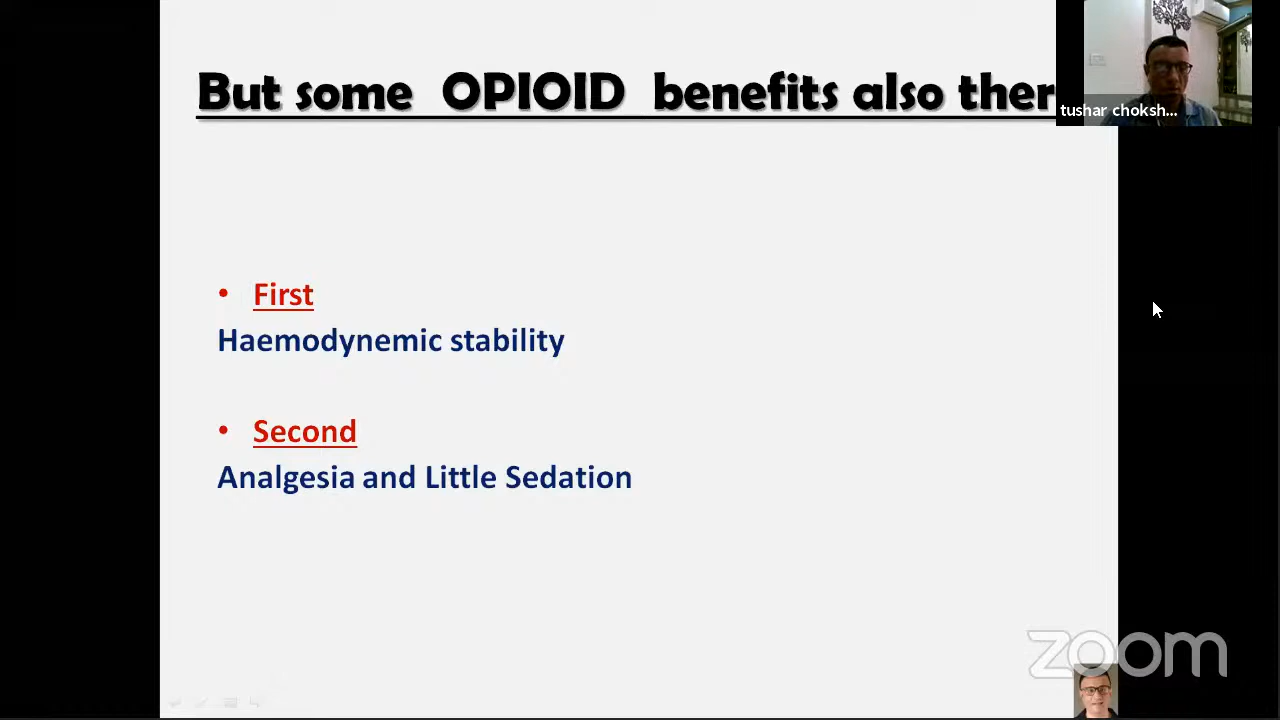 But some OPIOID benefits also ther
tushar choksh...
• First
Haemodynemic stability
• Second
Analgesia and Little Sedation
zoom